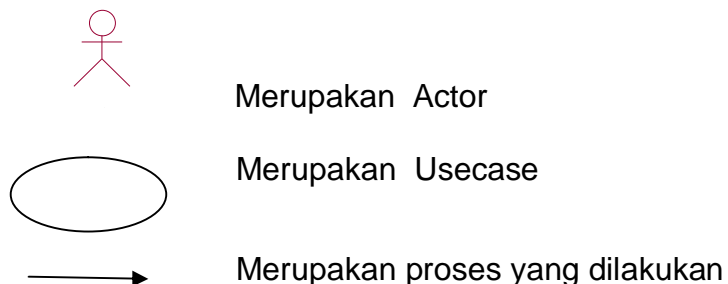 Merupakan Actor
Merupakan Usecase
Merupakan proses yang dilakukan